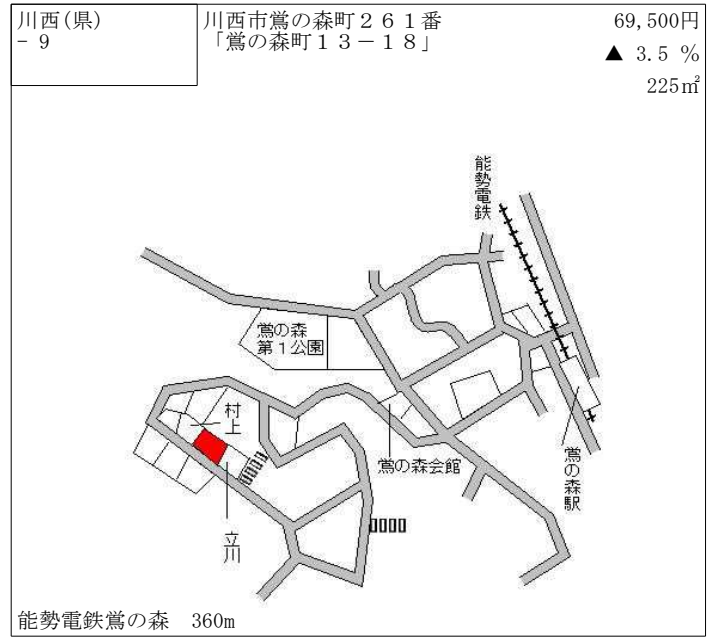 川西(県)
- 9
川西市鴬の森町２６１番
「鴬の森町１３－１８」
69,500円
▲ 3.5 %
225㎡
能勢電鉄
鴬の森
第１公園
村上
鴬の森会館
鴬の森駅
立川
能勢電鉄鴬の森　360m